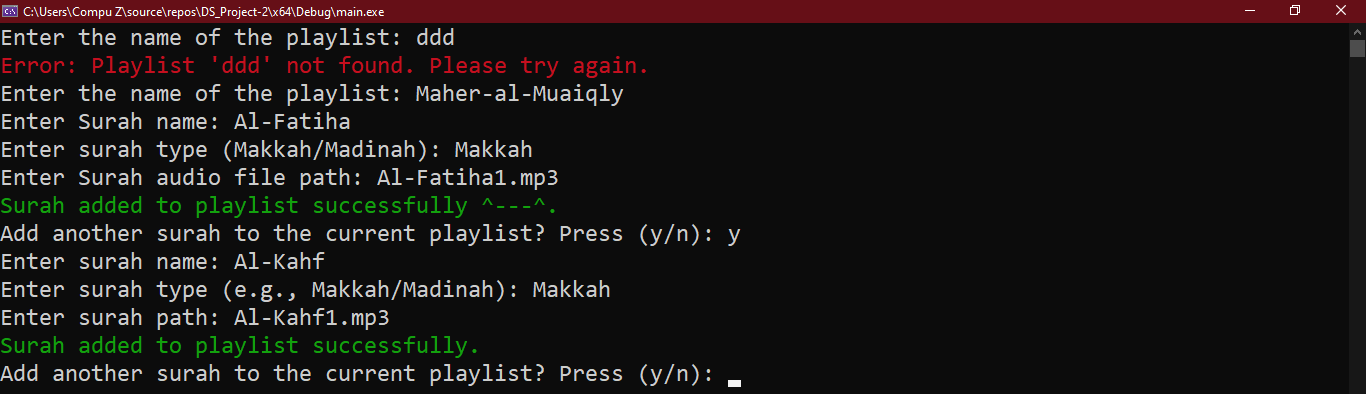 C:\Users\Compu Z\source\repos\DS_Project-2\x64\Debug\main.exe
Enter the name of the playlist: ddd
Error: Playlist 'ddd' not found. Please try again.
Enter the name of the playlist: Maher-al-Muaiqly
Enter Surah name: Al-Fatiha
Enter surah type (Makkah/Madinah): Makkah
Enter Surah audio file path: Al-Fatiha1.mp3
Surah added to playlist successfully ^---^.
Add another surah to the current playlist? Press (y/n): y
Enter surah name: Al-Kahf
Enter surah type (e.g., Makkah/Madinah): Makkah
Enter surah path: Al-Kahf1.mp3
Surah added to playlist successfully.
Add another surah to the current playlist? Press (y/n):